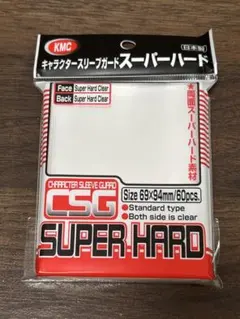 KMC
日本製
キャラクタースリーブガードスーパーハード
Face Super Hard Clear
Back Super Hard Clear
★両面スーパーハード素材
CHARACTER SLEEVE GUARD
CSG
Size 69×94mm/60pcs.
●Standard type
●Both side is clear
SUPER HARD